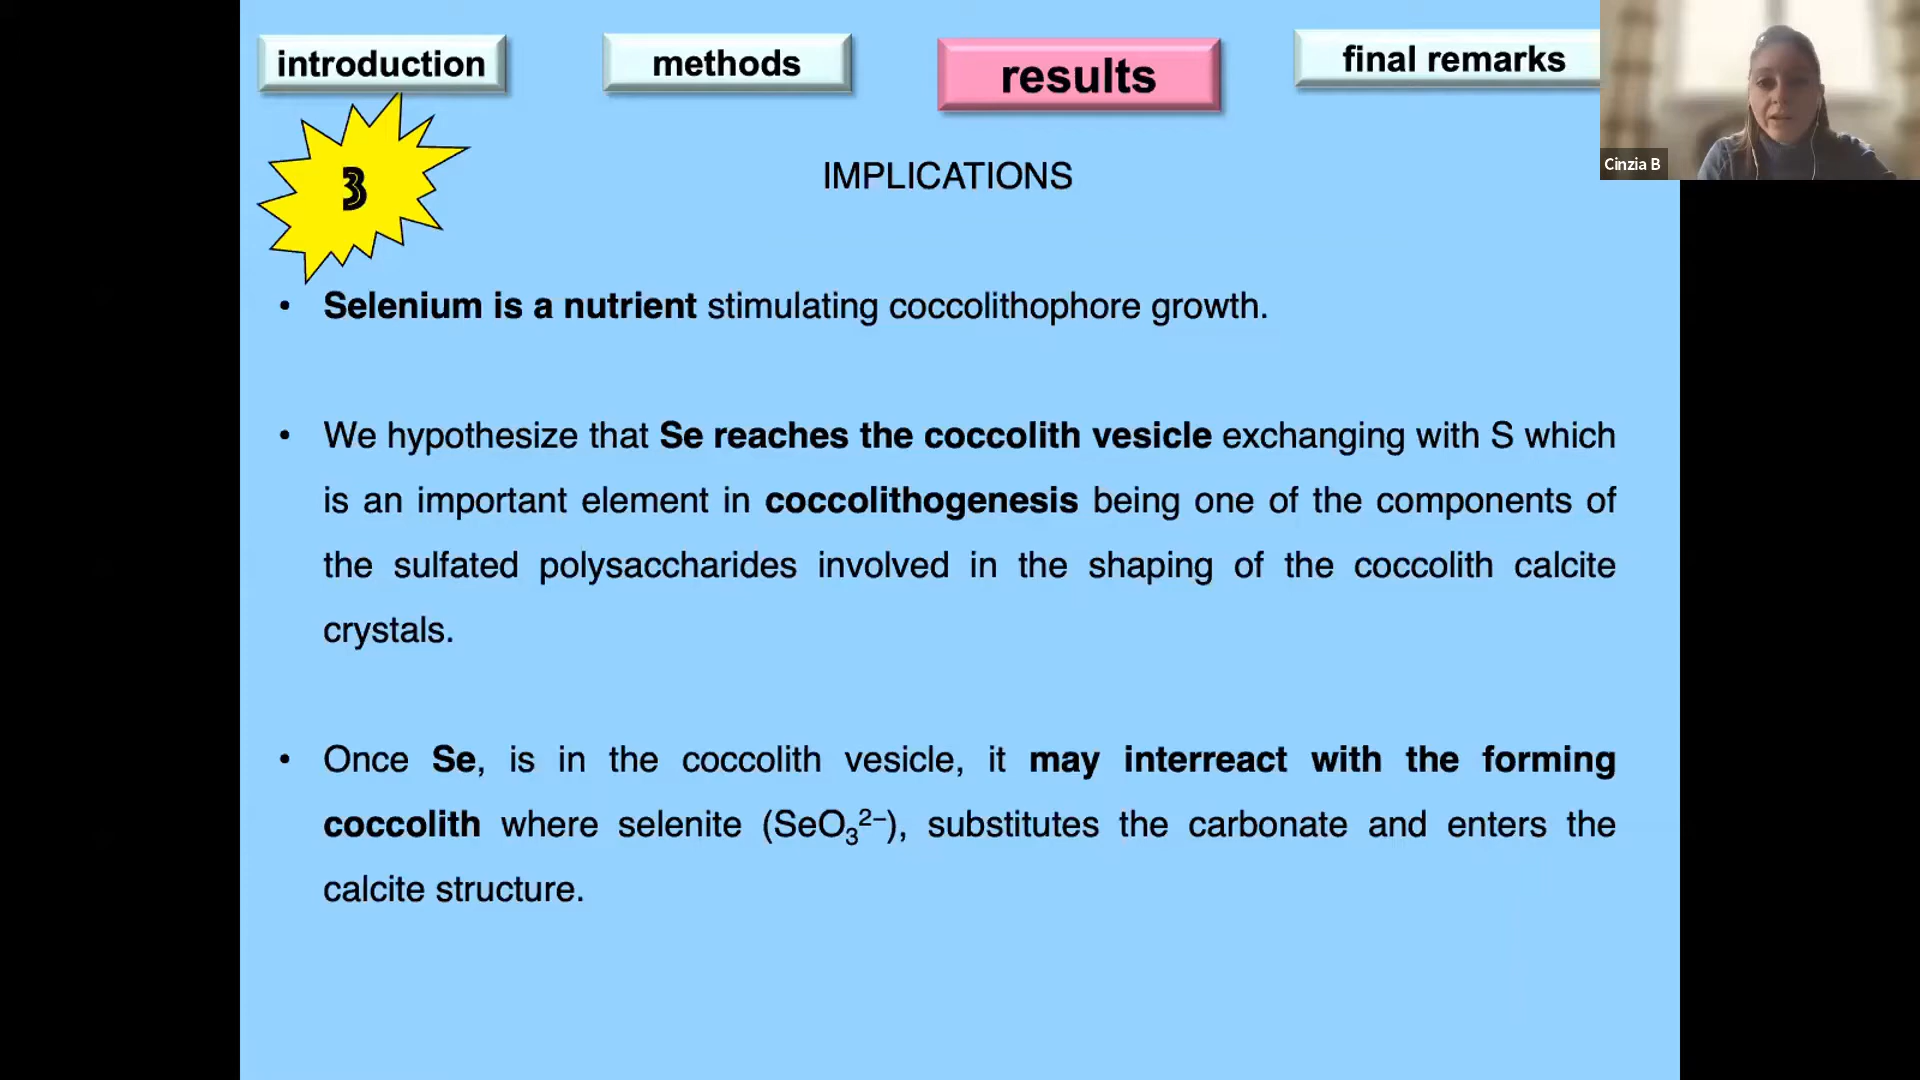 introduction
methods
results
final remarks
Cinzia B
3
IMPLICATIONS
• Selenium is a nutrient stimulating coccolithophore growth.
• We hypothesize that Se reaches the coccolith vesicle exchanging with S which
is an important element in coccolithogenesis being one of the components of
the sulfated polysaccharides involved in the shaping of the coccolith calcite
crystals.
• Once Se, is in the coccolith vesicle, it may interreact with the forming
coccolith where selenite (SeO₃²⁻), substitutes the carbonate and enters the
calcite structure.